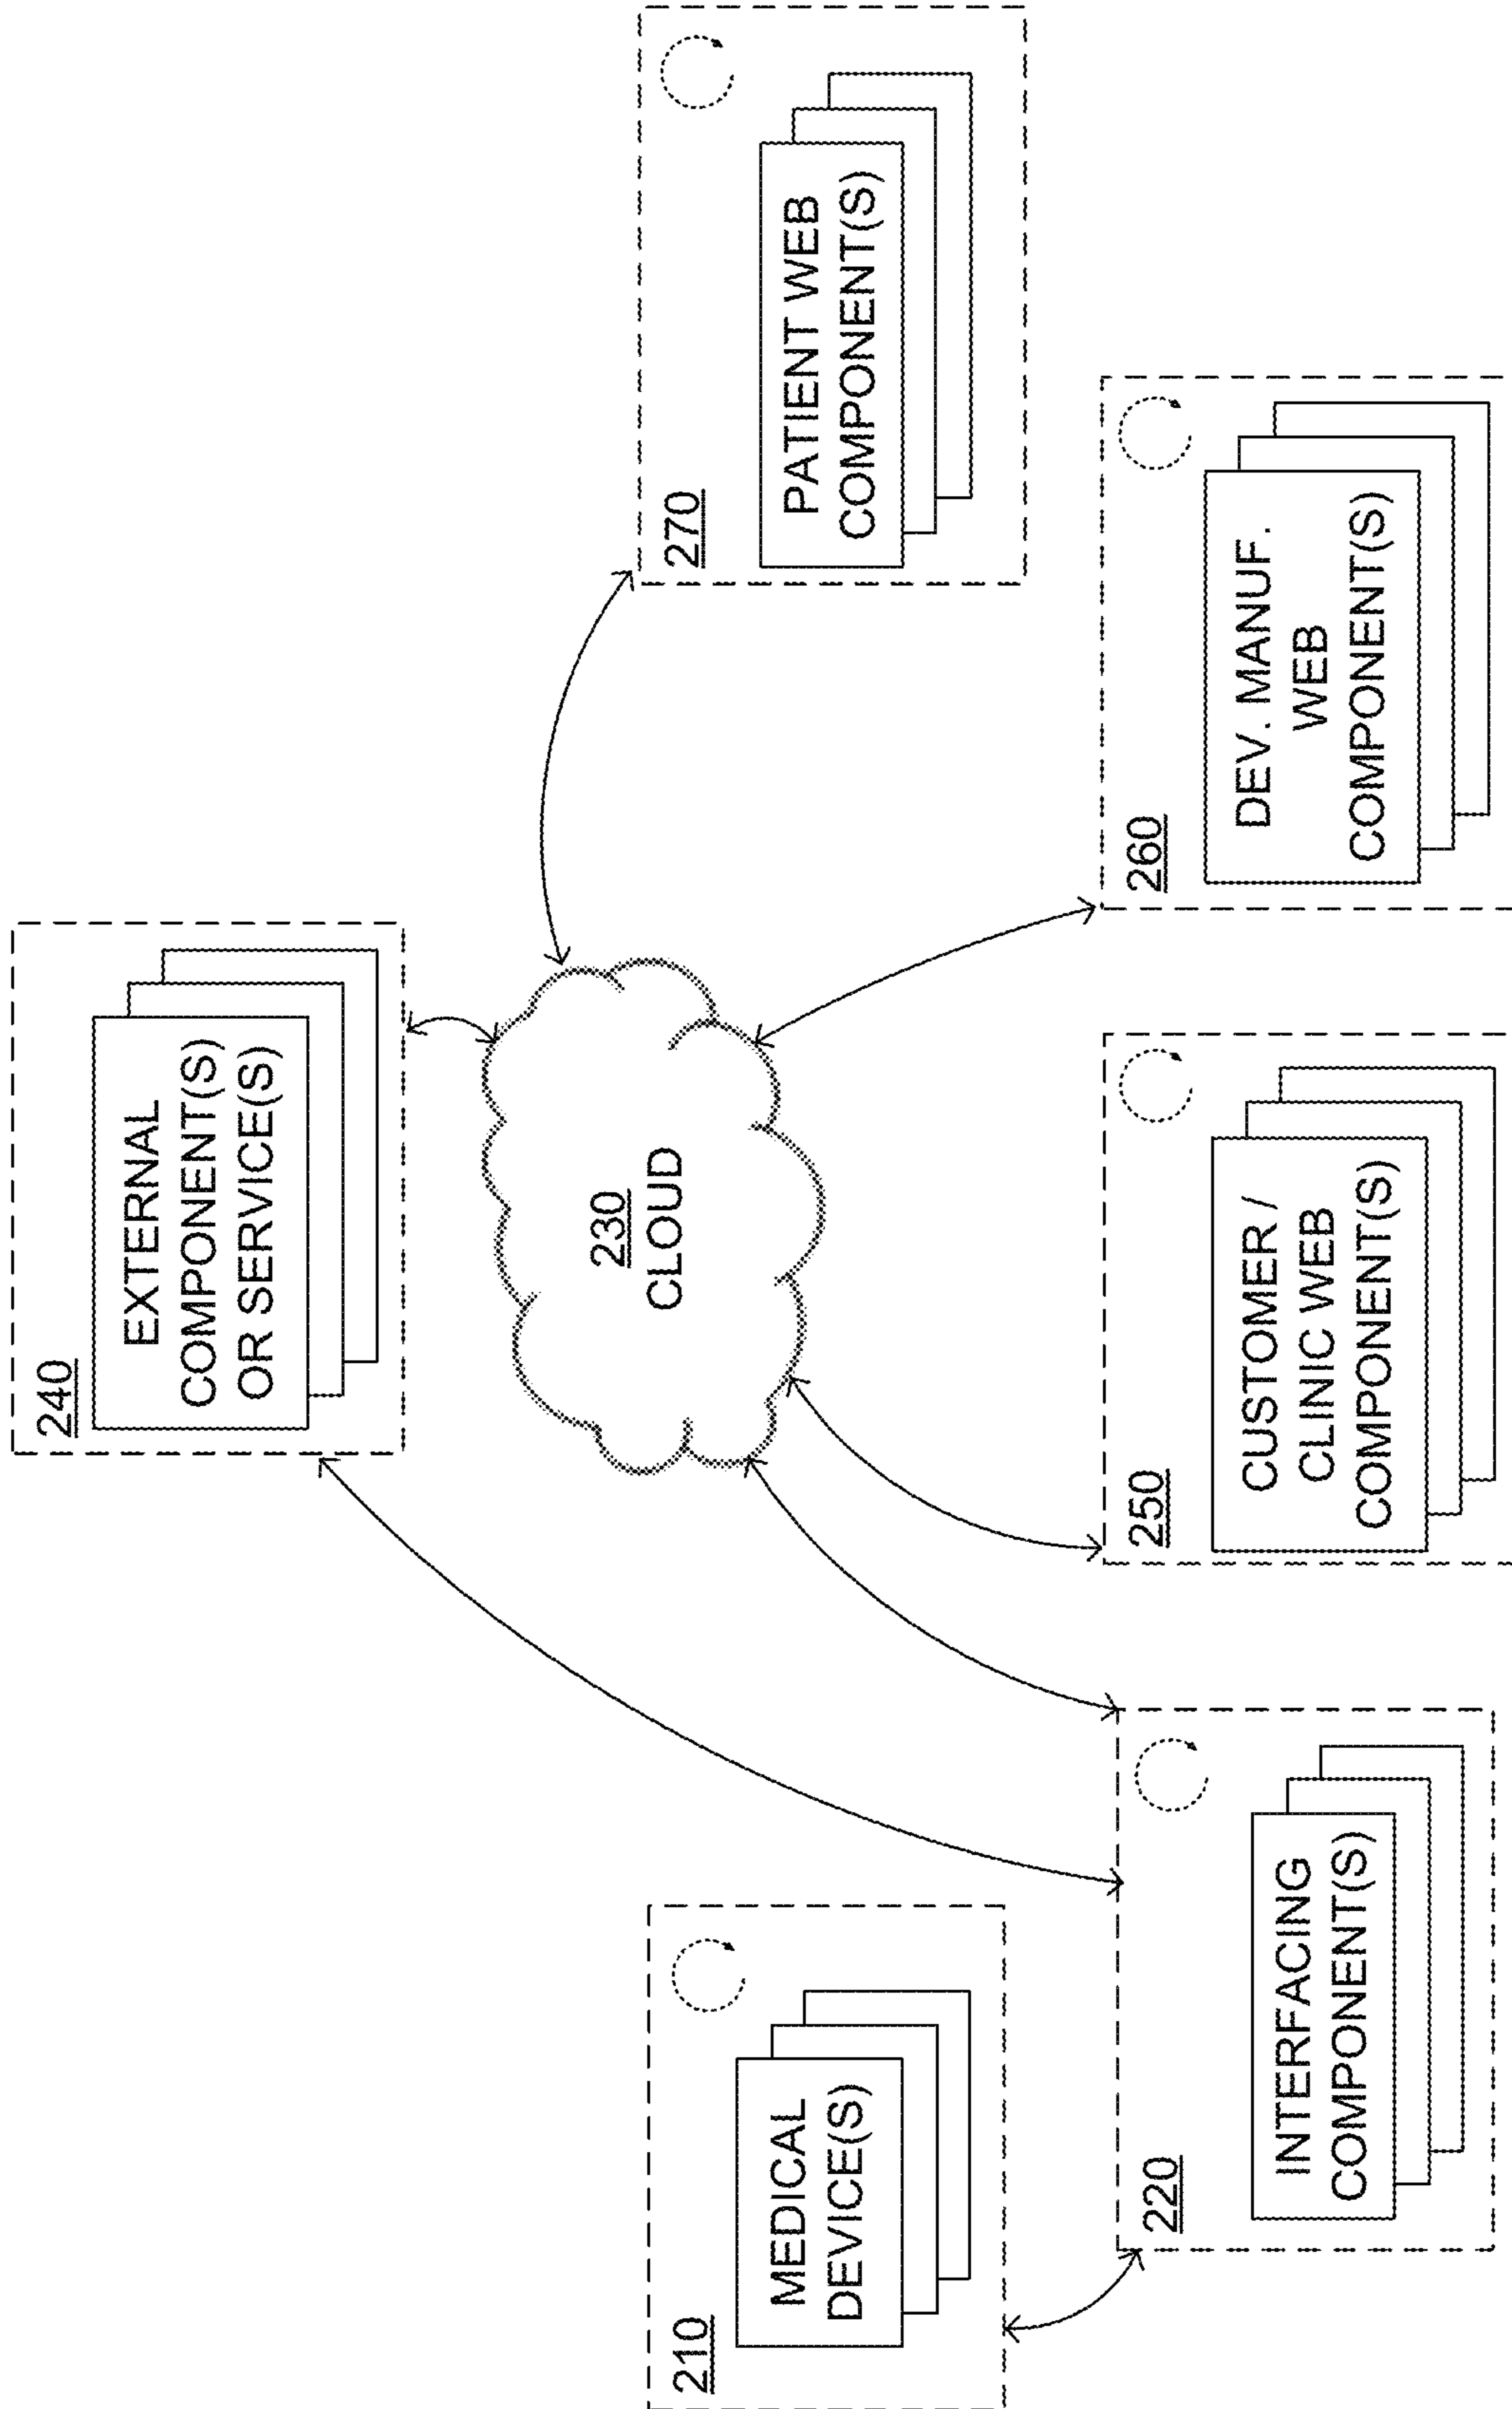 240
EXTERNAL
COMPONENT(S)
OR SERVICE(S)
210
MEDICAL
DEVICE(S)
230
CLOUD
270
PATIENT WEB
COMPONENT(S)
220
INTERFACING
COMPONENT(S)
250
CUSTOMER /
CLINIC WEB
COMPONENT(S)
260
DEV. MANUF.
WEB
COMPONENT(S)